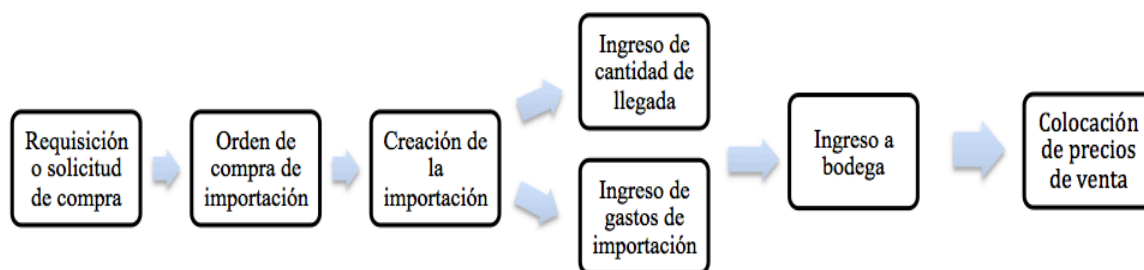 Requisición
o solicitud
de compra
Orden de
compra de
importación
Creación de
la
importación
Ingreso de
cantidad de
llegada
Ingreso de
gastos de
importación
Ingreso a
bodega
Colocación
de precios
de venta